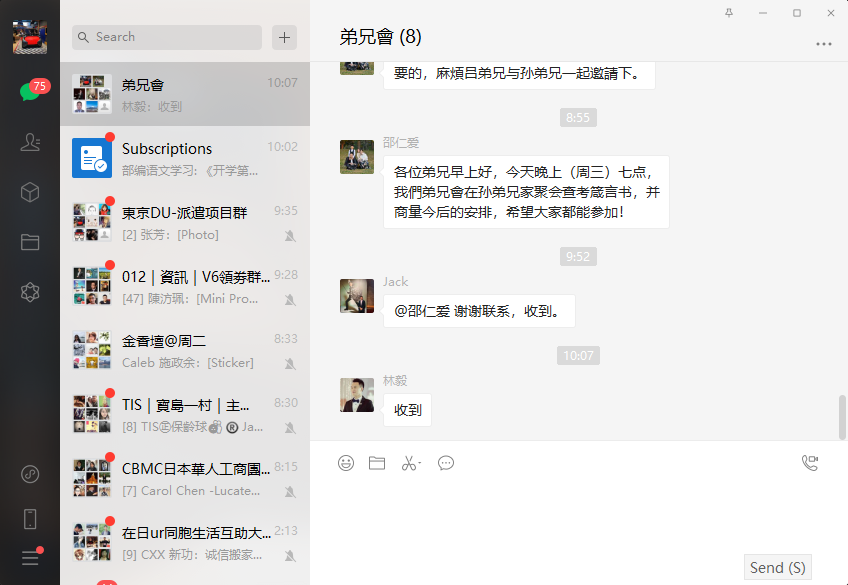 75
Search
弟兄會
10:07
林毅：收到
Subscriptions
10:02
部编语文学习:《开学第...
東京DU-派遣项目群
9:35
[2] 张芳：[Photo]
012｜資訊｜V6領劵群...
9:28
[47] 陳汸珮：[Mini Pro...
金香壇@周二
8:33
Caleb 施政余：[Sticker]
TIS｜寶島一村｜主...
8:30
[8] TIS㊣保齡球🎳®️ Ja...
CBMC日本華人工商團...
8:15
[7] Carol Chen -Lucate...
在日ur同胞生活互助大...
2:13
[9] CXX 新功：诚信搬家...
弟兄會 (8)
要的，麻煩吕弟兄与孙弟兄一起邀請下。
8:55
邵仁爱
各位弟兄早上好，今天晚上（周三）七点，
我們弟兄會在孙弟兄家聚会查考箴言书，并
商量今后的安排，希望大家都能参加！
9:52
Jack
@邵仁爱 谢谢联系，收到。
10:07
林毅
收到
Send (S)